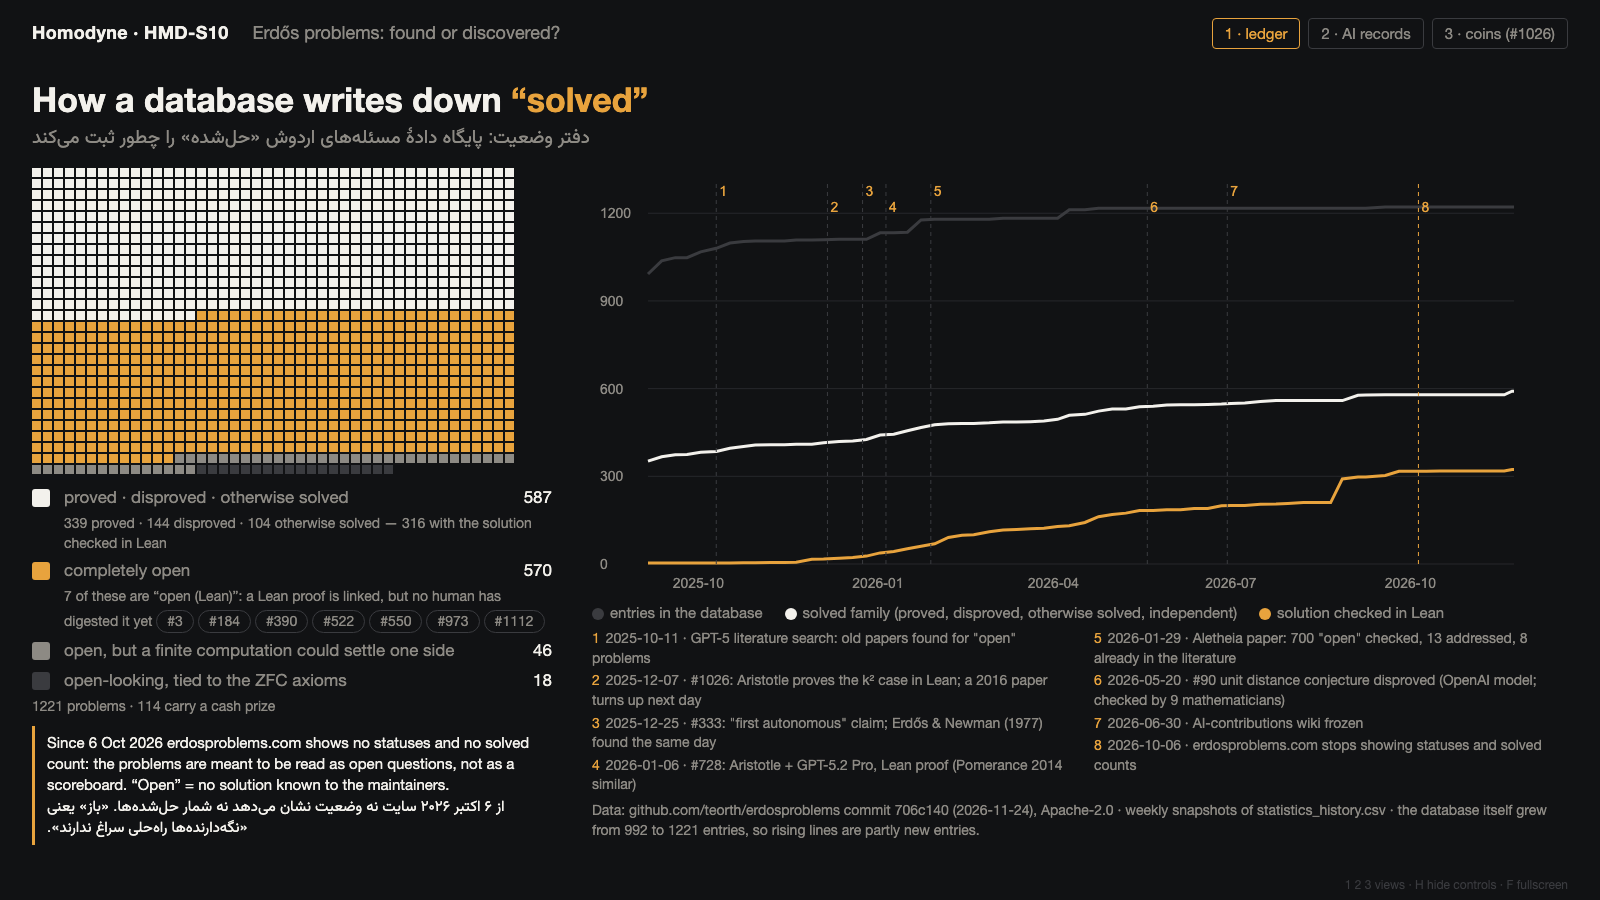 Homodyne · HMD-S10 Erdős problems: found or discovered?
1 · ledger
2 · AI records
3 · coins (#1026)
How a database writes down “solved”
دفتر وضعیت: پایگاه دادهٔ مسئله‌های اردوش «حل‌شده» را چطور ثبت می‌کند
proved · disproved · otherwise solved 587
339 proved · 144 disproved · 104 otherwise solved — 316 with the solution
checked in Lean
completely open 570
7 of these are “open (Lean)”: a Lean proof is linked, but no human has
digested it yet #3 #184 #390 #522 #550 #973 #1112
open, but a finite computation could settle one side 46
open-looking, tied to the ZFC axioms 18
1221 problems · 114 carry a cash prize
Since 6 Oct 2026 erdosproblems.com shows no statuses and no solved
count: the problems are meant to be read as open questions, not as a
scoreboard. “Open” = no solution known to the maintainers.
از ۶ اکتبر ۲۰۲۶ سایت نه وضعیت نشان می‌دهد نه شمار حل‌شده‌ها. «باز» یعنی
«نگه‌دارنده‌ها راه‌حلی سراغ ندارند».
1 2 3 4 5 6 7 8
1200
900
600
300
0
2025-10 2026-01 2026-04 2026-07 2026-10
entries in the database solved family (proved, disproved, otherwise solved, independent) solution checked in Lean
1 2025-10-11 · GPT-5 literature search: old papers found for "open"
problems
2 2025-12-07 · #1026: Aristotle proves the k² case in Lean; a 2016 paper
turns up next day
3 2025-12-25 · #333: "first autonomous" claim; Erdős & Newman (1977)
found the same day
4 2026-01-06 · #728: Aristotle + GPT-5.2 Pro, Lean proof (Pomerance 2014
similar)
5 2026-01-29 · Aletheia paper: 700 "open" checked, 13 addressed, 8
already in the literature
6 2026-05-20 · #90 unit distance conjecture disproved (OpenAI model;
checked by 9 mathematicians)
7 2026-06-30 · AI-contributions wiki frozen
8 2026-10-06 · erdosproblems.com stops showing statuses and solved
counts
Data: github.com/teorth/erdosproblems commit 706c140 (2026-11-24), Apache-2.0 · weekly snapshots of statistics_history.csv · the database itself grew
from 992 to 1221 entries, so rising lines are partly new entries.
1 2 3 views · H hide controls · F fullscreen